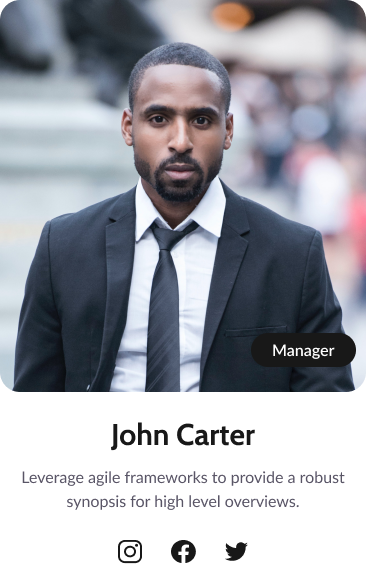 Manager
John Carter
Leverage agile frameworks to provide a robust
synopsis for high level overviews.